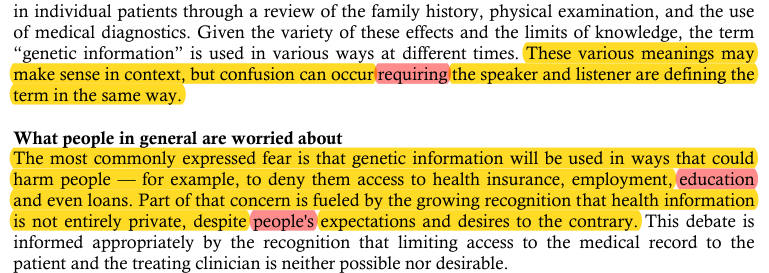 in individual patients through a review of the family history, physical examination, and the use
of medical diagnostics. Given the variety of these effects and the limits of knowledge, the term
“genetic information” is used in various ways at different times. These various meanings may
make sense in context, but confusion can occur requiring the speaker and listener are defining the
term in the same way.
What people in general are worried about
The most commonly expressed fear is that genetic information will be used in ways that could
harm people — for example, to deny them access to health insurance, employment, education
and even loans. Part of that concern is fueled by the growing recognition that health information
is not entirely private, despite people's expectations and desires to the contrary. This debate is
informed appropriately by the recognition that limiting access to the medical record to the
patient and the treating clinician is neither possible nor desirable.